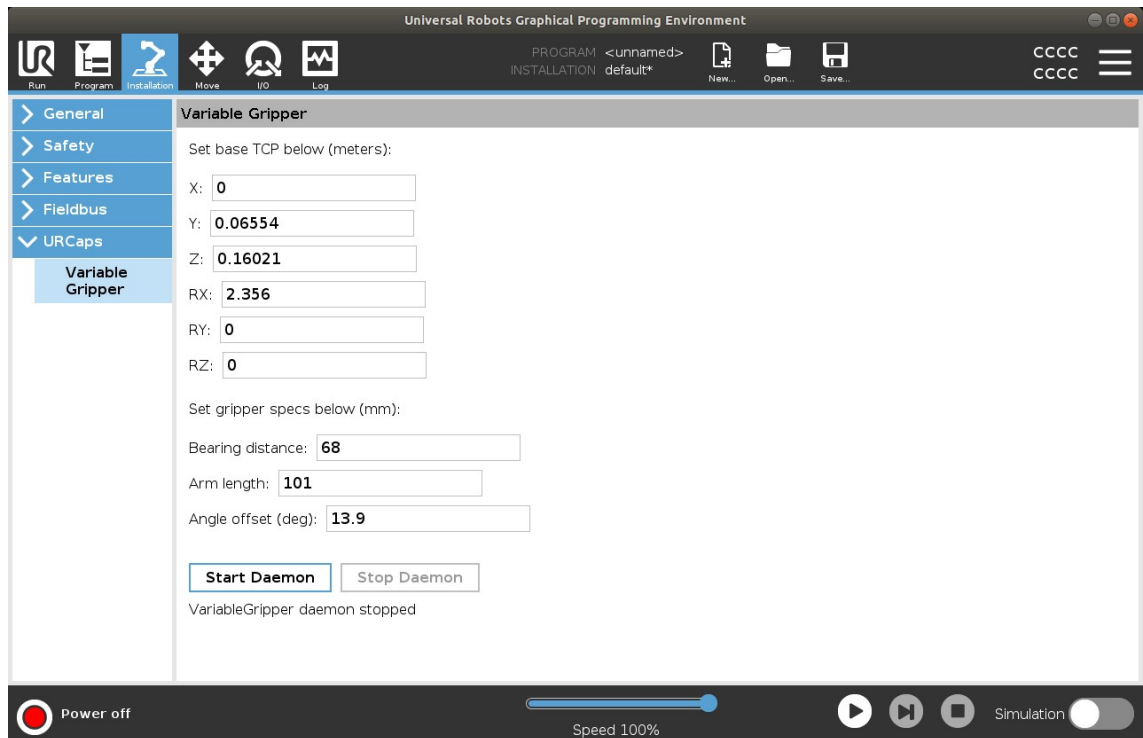 Universal Robots Graphical Programming Environment
UR
Run
Program
Installation
Move
I/O
Log
PROGRAM <unnamed>
INSTALLATION default*
New...
Open...
Save...
CCCC
CCCC
General
Safety
Features
Fieldbus
URCaps
Variable
Gripper
Variable Gripper
Set base TCP below (meters):
X: 0
Y: 0.06554
Z: 0.16021
RX: 2.356
RY: 0
RZ: 0
Set gripper specs below (mm):
Bearing distance: 68
Arm length: 101
Angle offset (deg): 13.9
Start Daemon Stop Daemon
VariableGripper daemon stopped
Power off
Speed 100%
Simulation